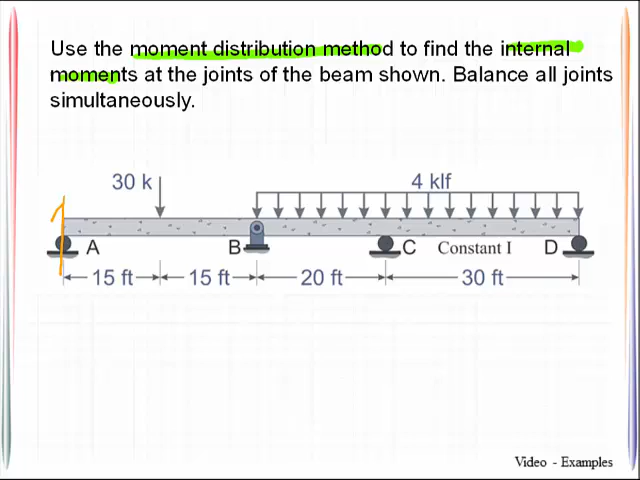 Use the moment distribution method to find the internal
moments at the joints of the beam shown. Balance all joints
simultaneously.
30 k
4 klf
A
B
C
Constant I
D
15 ft
15 ft
20 ft
30 ft
Video - Examples